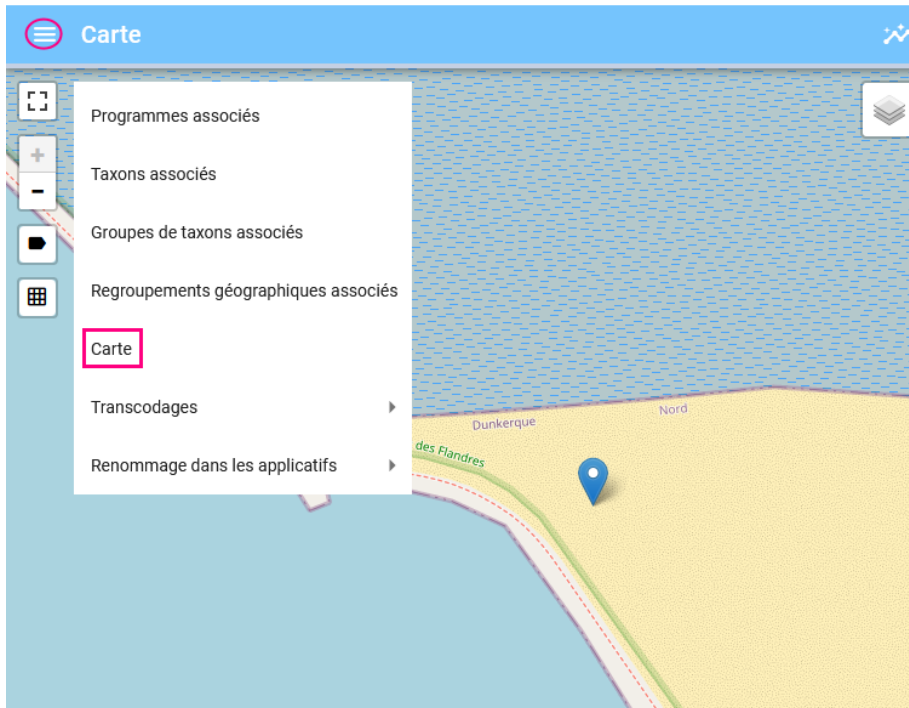 Carte
Programmes associés
Taxons associés
Groupes de taxons associés
Regroupements géographiques associés
Carte
Transcodages
Renommage dans les applicatifs
Dunkerque
Nord
des Flandres